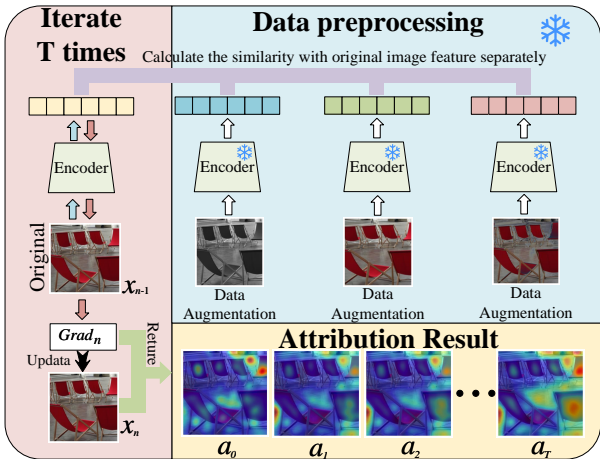 Iterate
T times
Data preprocessing
Calculate the similarity with original image feature separately
Encoder
Encoder
Encoder
Encoder
Original
x_{n-1}
Data
Augmentation
Data
Augmentation
Data
Augmentation
Grad_n
Updata
Reture
x_n
Attribution Result
a_0
a_1
a_2
a_T